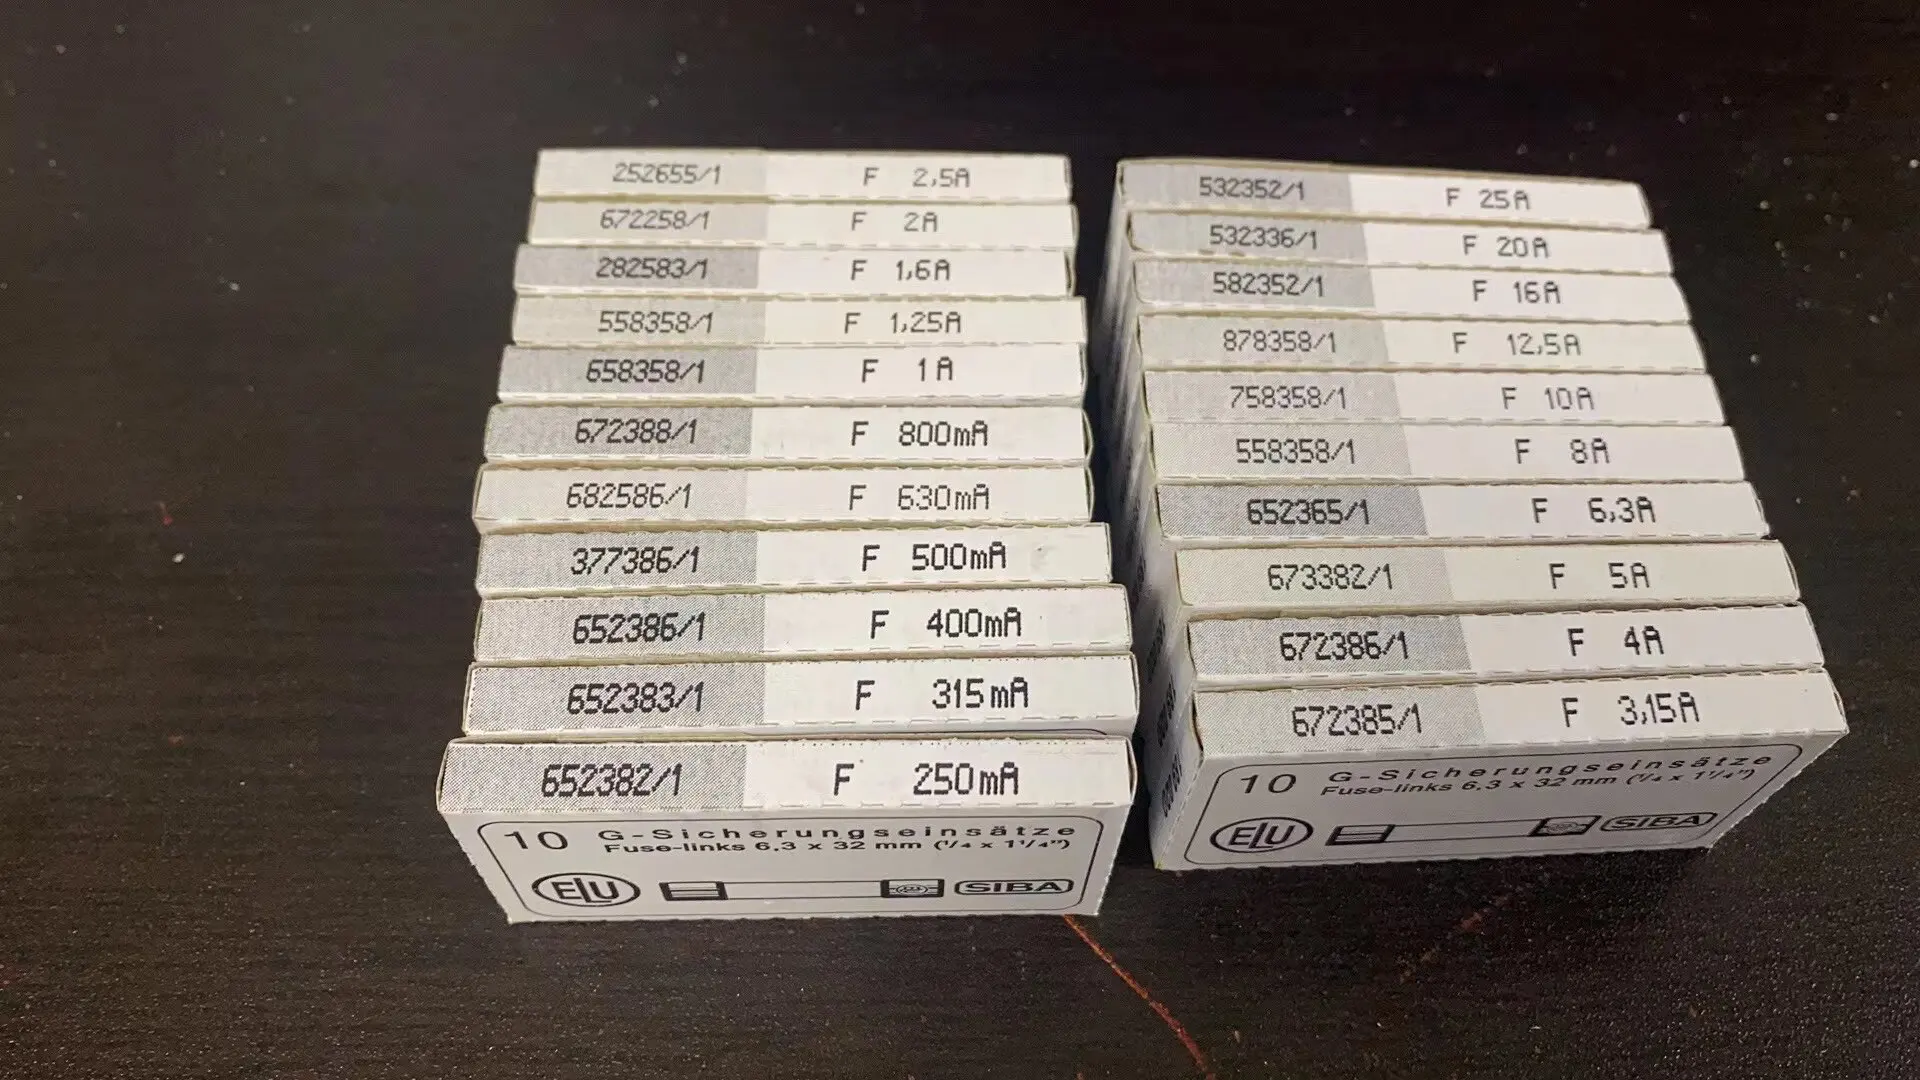 252655/1 F 2,5A
672258/1 F 2A
282583/1 F 1,6A
558358/1 F 1,25A
658358/1 F 1A
672388/1 F 800mA
682586/1 F 630mA
377386/1 F 500mA
652386/1 F 400mA
652383/1 F 315mA
652382/1 F 250mA
10 G-Sicherungseinsätze
Fuse-links 6,3 x 32 mm (1/4 x 1 1/4")
ELU SIBA
532352/1 F 25A
532336/1 F 20A
582352/1 F 16A
878358/1 F 12,5A
758358/1 F 10A
558358/1 F 8A
652365/1 F 6,3A
673382/1 F 5A
672386/1 F 4A
672385/1 F 3,15A
10 G-Sicherungseinsätze
Fuse-links 6,3 x 32 mm (1/4 x 1 1/4")
ELU SIBA